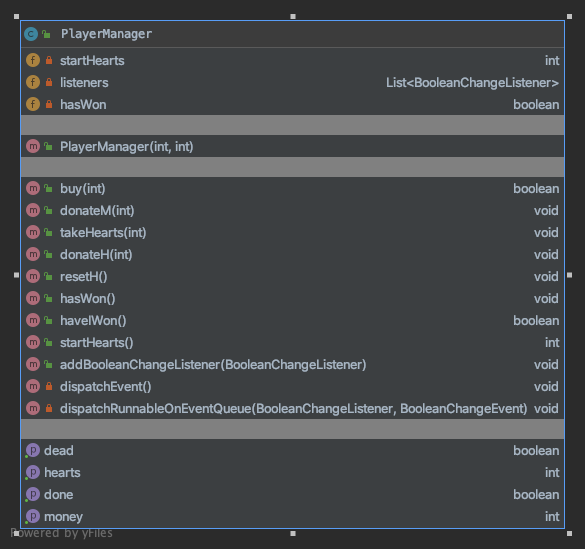 PlayerManager
startHearts int
listeners List<BooleanChangeListener>
hasWon boolean
PlayerManager(int, int)
buy(int) boolean
donateM(int) void
takeHearts(int) void
donateH(int) void
resetH() void
hasWon() void
haveIWon() boolean
startHearts() int
addBooleanChangeListener(BooleanChangeListener) void
dispatchEvent() void
dispatchRunnableOnEventQueue(BooleanChangeListener, BooleanChangeEvent) void
dead boolean
hearts int
done boolean
money int
Powered by yFiles